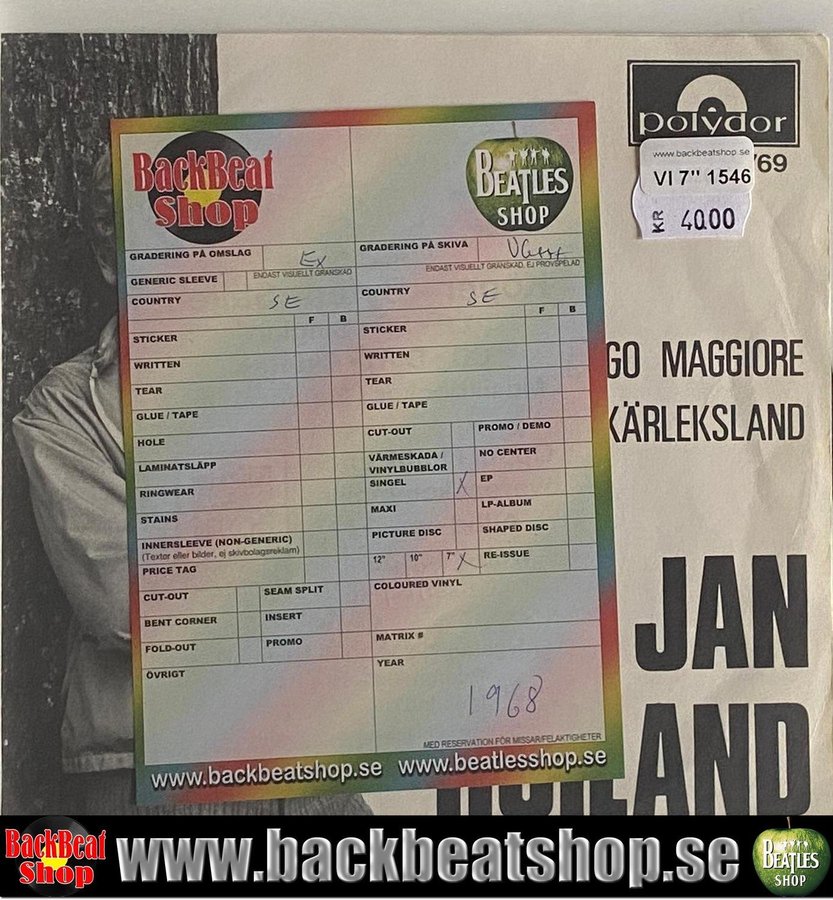 polydor
www.backbeatshop.se
769
VI 7" 1546
KR 40.00
BackBeat
Shop
BEATLES
SHOP
GRADERING PÅ OMSLAG Ex
ENDAST VISUELLT GRANSKAD
GENERIC SLEEVE
COUNTRY SE
F B
STICKER
WRITTEN
TEAR
GLUE / TAPE
HOLE
LAMINATSLÄPP
RINGWEAR
STAINS
INNERSLEEVE (NON-GENERIC)
(Textor eller bilder, ej skivbolagsreklam)
PRICE TAG
CUT-OUT SEAM SPLIT
BENT CORNER INSERT
FOLD-OUT PROMO
ÖVRIGT
GRADERING PÅ SKIVA VG++
ENDAST VISUELLT GRANSKAD, EJ PROVSPELAD
COUNTRY SE
F B
STICKER
WRITTEN
TEAR
GLUE / TAPE
CUT-OUT PROMO / DEMO
VÄRMESKADA /
VINYLBUBBLOR NO CENTER
SINGEL X EP
MAXI LP-ALBUM
PICTURE DISC SHAPED DISC
12" 10" 7" X RE-ISSUE
COLOURED VINYL
MATRIX #
YEAR
1968
MED RESERVATION FÖR MISSAR/FELAKTIGHETER
www.backbeatshop.se www.beatlesshop.se
GO MAGGIORE
KÄRLEKSLAND
JAN
LAND
BackBeat
Shop
www.backbeatshop.se
BEATLES
SHOP